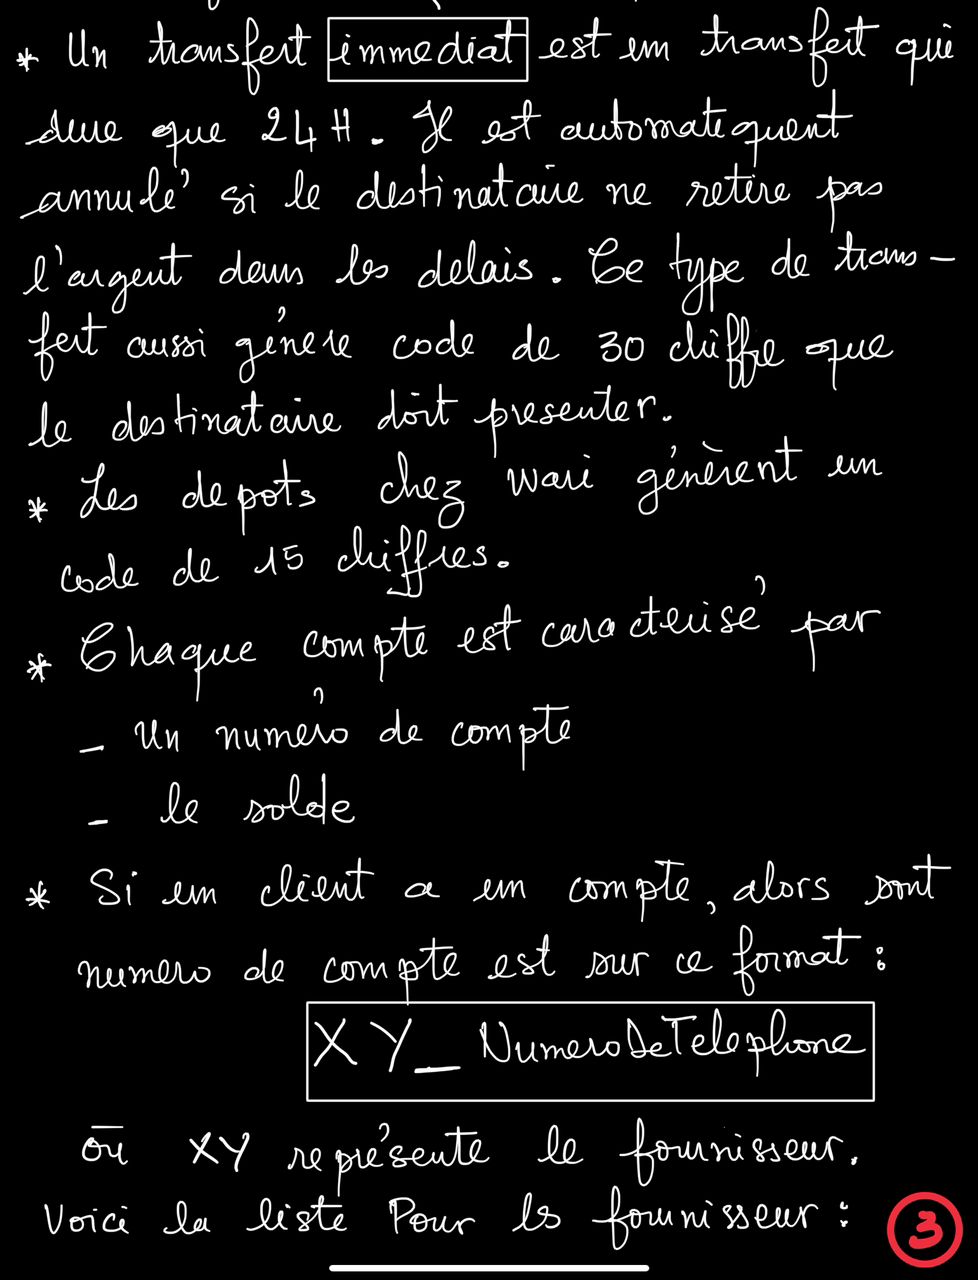 * Un transfert immediat est un transfert qui
dure que 24H. Il est automatiquent
annulé si le destinataire ne retire pas
l'argent dans les delais. Ce type de trans-
fert aussi génère code de 30 chiffre que
le destinataire doit presenter.
* Les depots chez wari génèrent un
code de 15 chiffres.
* Chaque compte est caracterisé par
- Un numéro de compte
- le solde
* Si un client a un compte, alors sont
numero de compte est sur ce format :
XY_NumeroDeTelephone
où XY représente le fournisseur.
Voici la liste Pour les fournisseur :
3